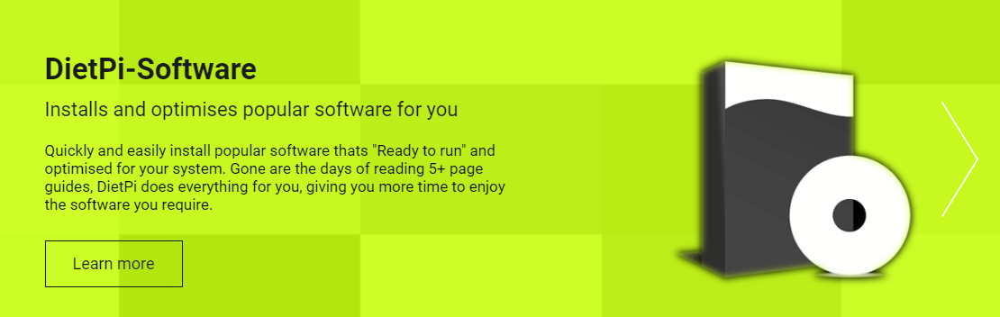 DietPi-Software
Installs and optimises popular software for you
Quickly and easily install popular software thats "Ready to run" and
optimised for your system. Gone are the days of reading 5+ page
guides, DietPi does everything for you, giving you more time to enjoy
the software you require.
Learn more